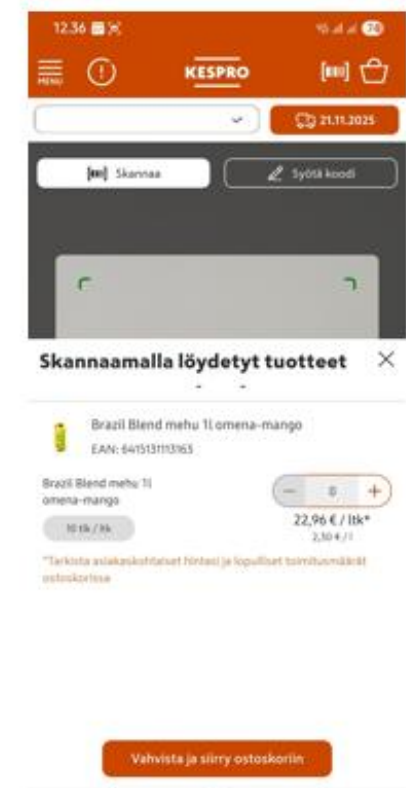 12.36
76
MENU
KESPRO
21.11.2025
Skannaa
Syötä koodi
Skannaamalla löydetyt tuotteet
Brazil Blend mehu 1l omena-mango
EAN: 6415131113163
Brazil Blend mehu 1l
omena-mango
0
10 tlk / ltk
22,96 € / ltk*
2,30 € / l
*Tarkista asiakaskohtaiset hintasi ja lopulliset toimitusmäärät
ostoskorissa
Vahvista ja siirry ostoskoriin